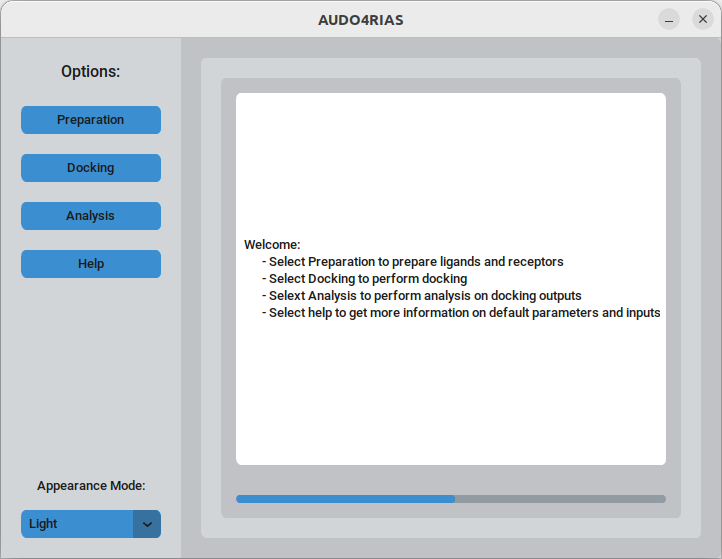 AUDO4RIAS
Options:
Preparation
Docking
Analysis
Help
Welcome:
- Select Preparation to prepare ligands and receptors
- Select Docking to perform docking
- Selext Analysis to perform analysis on docking outputs
- Select help to get more information on default parameters and inputs
Appearance Mode:
Light